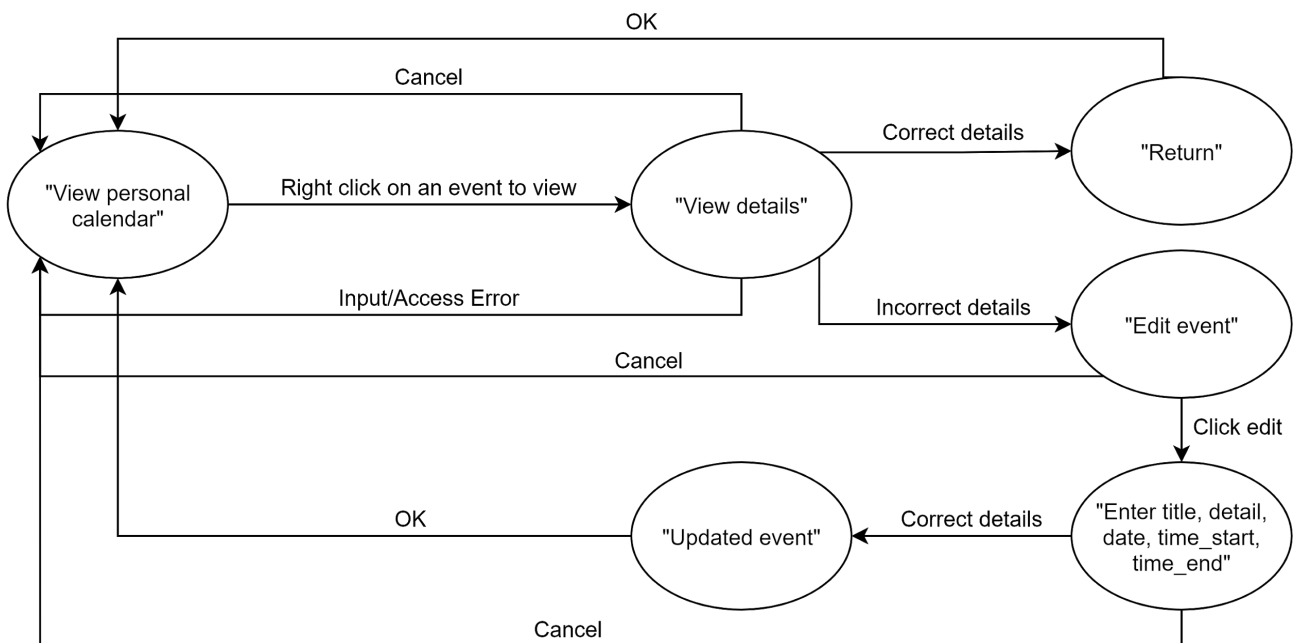 OK
Cancel
Correct details
"Return"
"View personal
calendar"
Right click on an event to view
"View details"
Input/Access Error
Incorrect details
"Edit event"
Cancel
Click edit
OK
"Updated event"
Correct details
"Enter title, detail,
date, time_start,
time_end"
Cancel